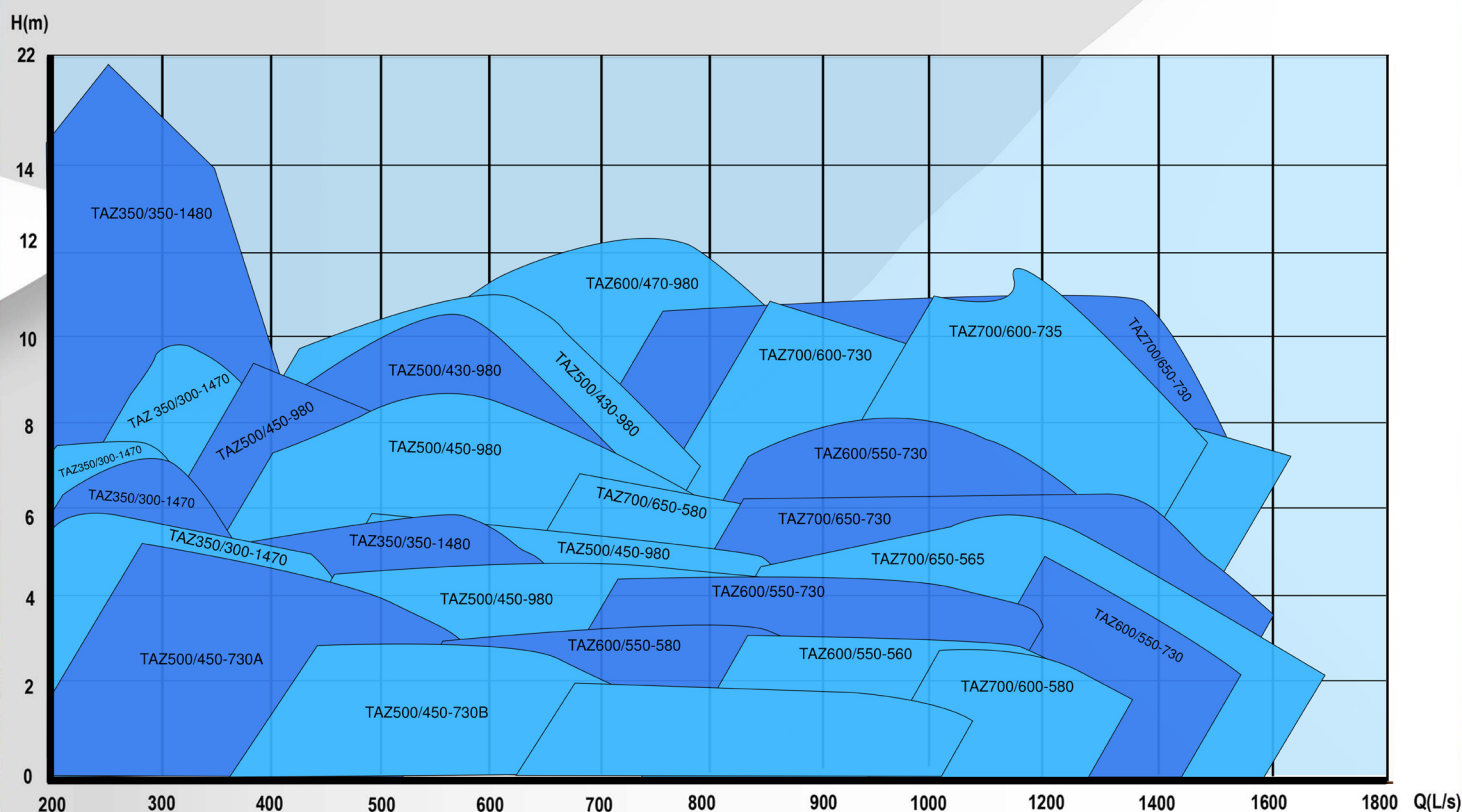 H(m)
22
14
TAZ350/350-1480
12
TAZ600/470-980
10
TAZ700/600-735
TAZ700/600-730
TAZ700/650-730
TAZ500/430-980
TAZ 350/300-1470
TAZ500/430-980
TAZ500/450-980
8
TAZ500/450-980
TAZ600/550-730
TAZ350/300-1470
TAZ350/300-1470
TAZ700/650-580
6
TAZ700/650-730
TAZ350/300-1470
TAZ350/350-1480
TAZ500/450-980
TAZ700/650-565
4
TAZ500/450-980
TAZ600/550-730
TAZ600/550-730
TAZ500/450-730A
TAZ600/550-580
TAZ600/550-560
2
TAZ700/600-580
TAZ500/450-730B
0
200 300 400 500 600 700 800 900 1000 1200 1400 1600 1800 Q(L/s)